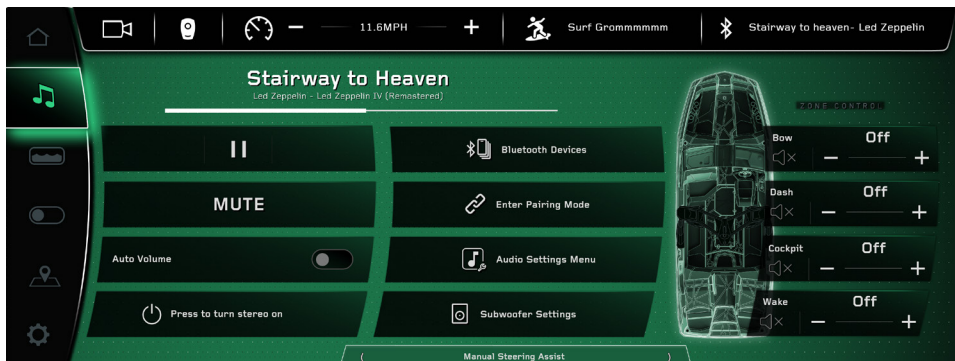 11.6MPH
Surf Grommmmmm
Stairway to heaven- Led Zeppelin
Stairway to Heaven
Led Zeppelin - Led Zeppelin IV (Remastered)
ZONE CONTROL
Bluetooth Devices
Bow Off
MUTE
Enter Pairing Mode
Dash Off
Auto Volume
Audio Settings Menu
Cockpit Off
Press to turn stereo on
Subwoofer Settings
Wake Off
Manual Steering Assist